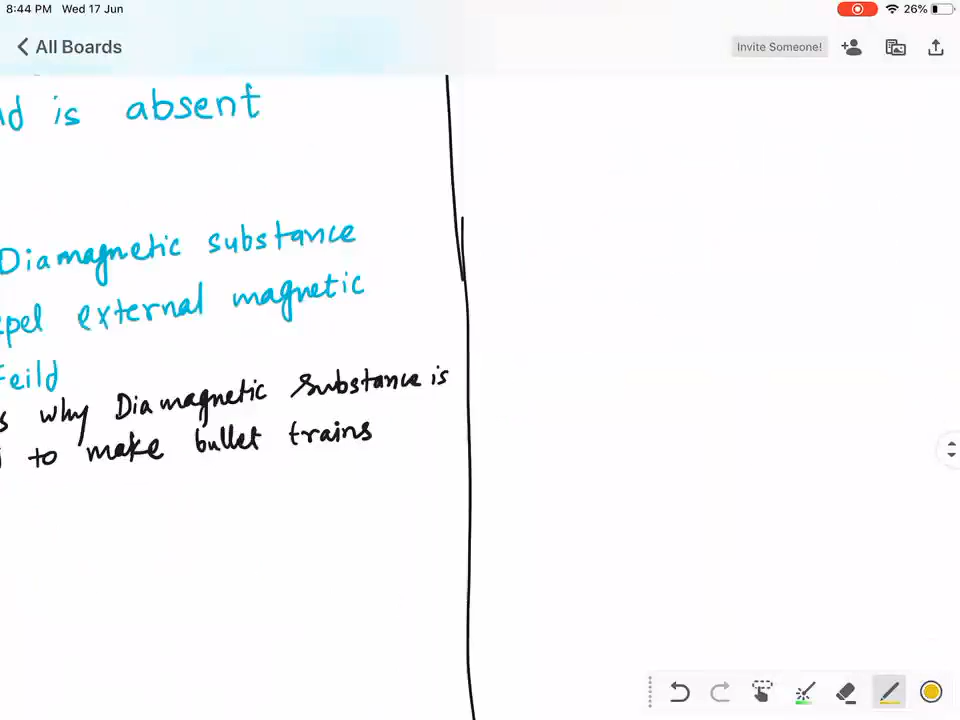 8:44 PM Wed 17 Jun
26%
All Boards
Invite Someone!
is absent
Diamagnetic substance
external magnetic
Feild
why Diamagnetic substance is
to make bullet trains